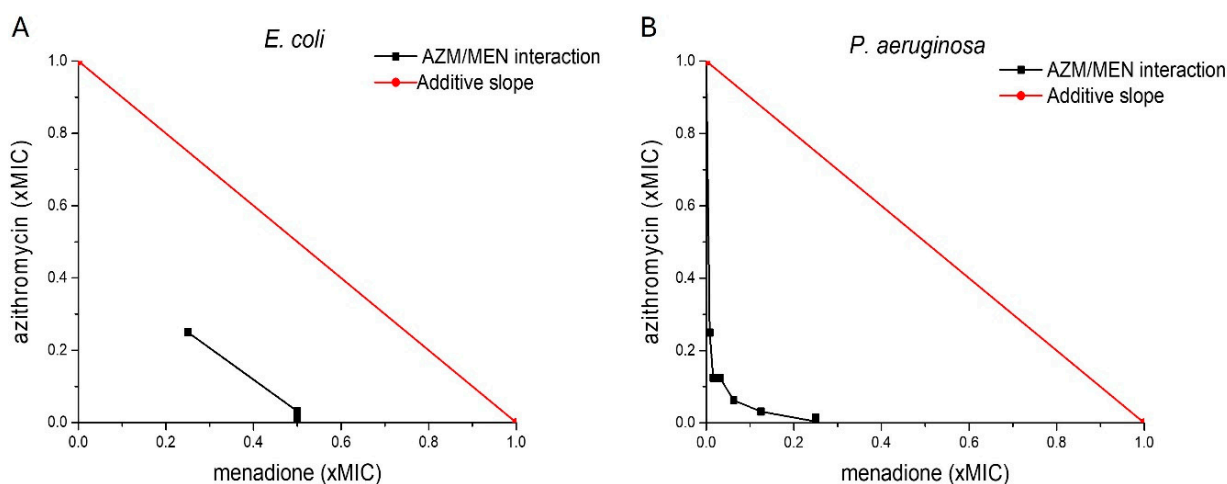 A
E. coli
AZM/MEN interaction
Additive slope
azithromycin (xMIC)
1.0
0.8
0.6
0.4
0.2
0.0
0.0 0.2 0.4 0.6 0.8 1.0
menadione (xMIC)
B
P. aeruginosa
AZM/MEN interaction
Additive slope
azithromycin (xMIC)
1.0
0.8
0.6
0.4
0.2
0.0
0.0 0.2 0.4 0.6 0.8 1.0
menadione (xMIC)